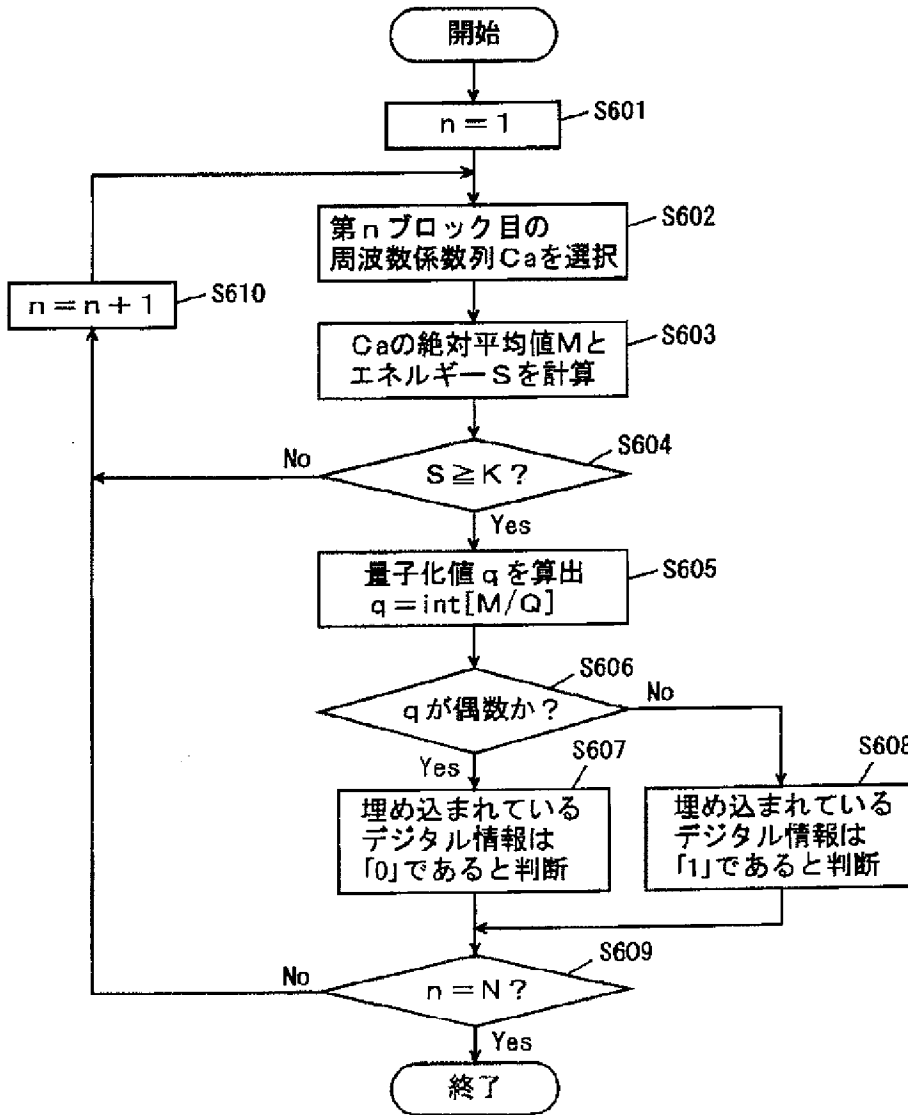 開始
n=1
S601
第nブロック目の
周波数係数列Caを選択
S602
n=n+1
S610
Caの絶対平均値Mと
エネルギーSを計算
S603
S604
No
S≧K?
Yes
量子化値qを算出
q=int[M/Q]
S605
S606
qが偶数か?
No
Yes
S607
埋め込まれている
デジタル情報は
「0」であると判断
S608
埋め込まれている
デジタル情報は
「1」であると判断
S609
No
n=N?
Yes
終了